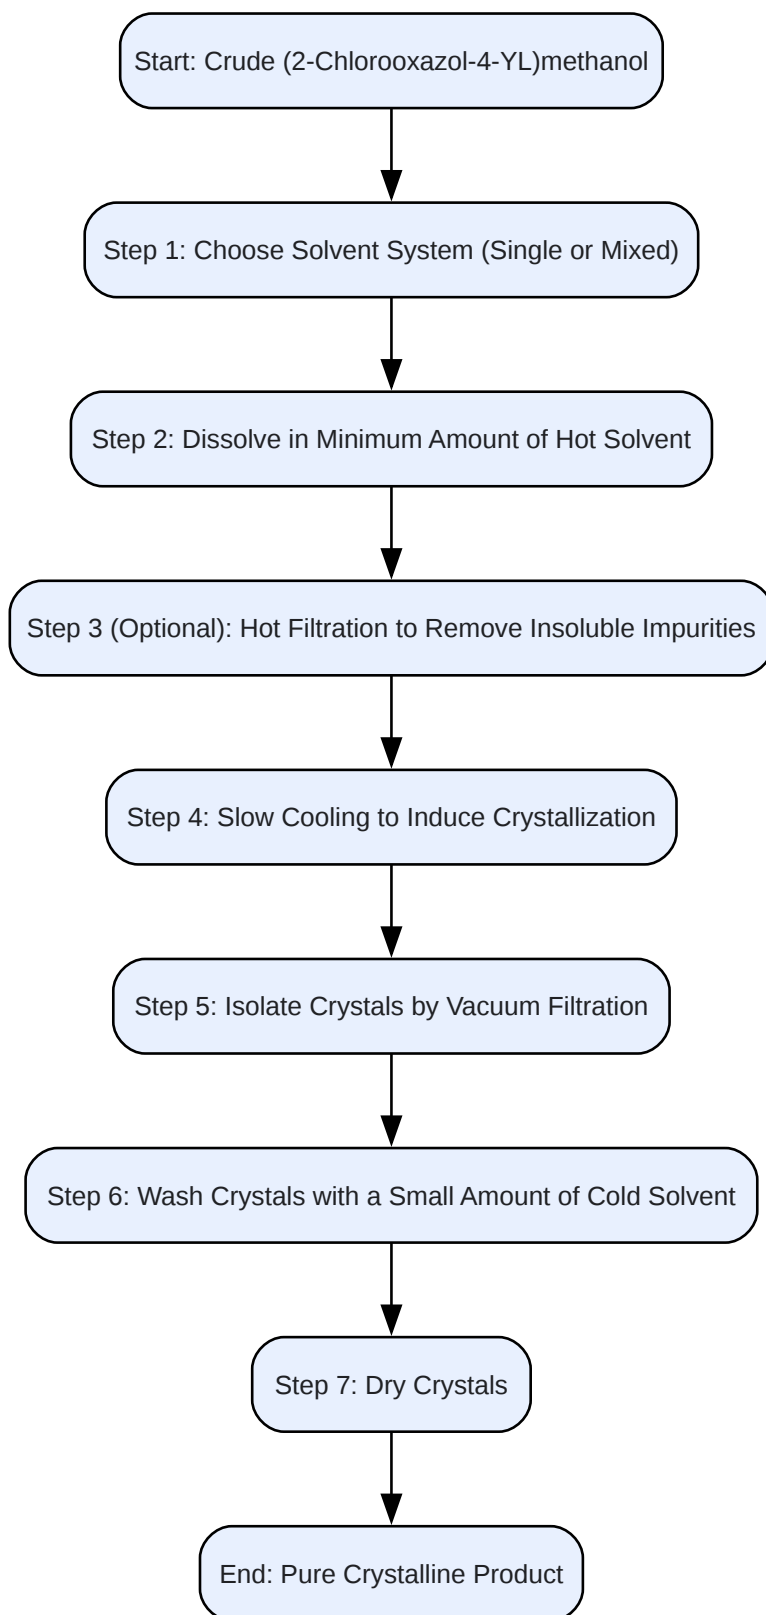 Start: Crude (2-Chlorooxazol-4-YL)methanol
Step 1: Choose Solvent System (Single or Mixed)
Step 2: Dissolve in Minimum Amount of Hot Solvent
Step 3 (Optional): Hot Filtration to Remove Insoluble Impurities
Step 4: Slow Cooling to Induce Crystallization
Step 5: Isolate Crystals by Vacuum Filtration
Step 6: Wash Crystals with a Small Amount of Cold Solvent
Step 7: Dry Crystals
End: Pure Crystalline Product